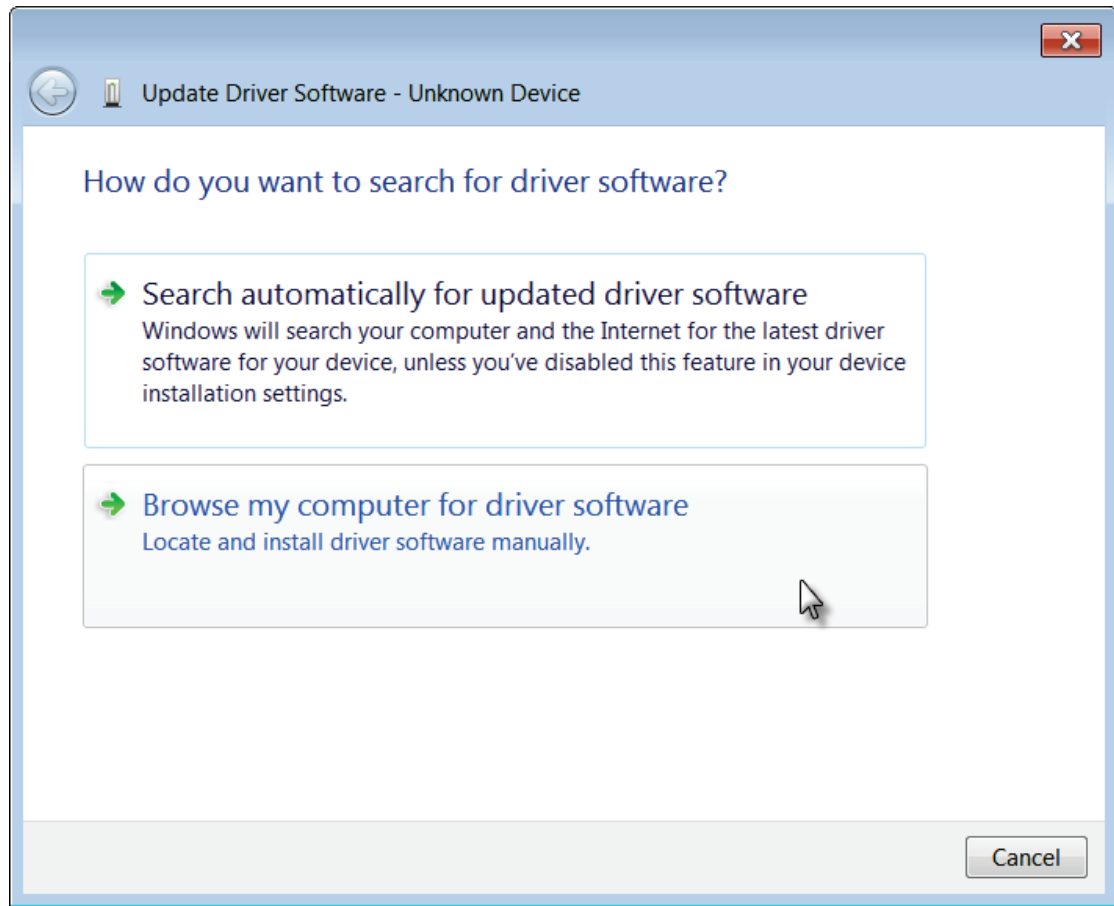 Update Driver Software - Unknown Device
How do you want to search for driver software?
Search automatically for updated driver software
Windows will search your computer and the Internet for the latest driver
software for your device, unless you've disabled this feature in your device
installation settings.
Browse my computer for driver software
Locate and install driver software manually.
Cancel